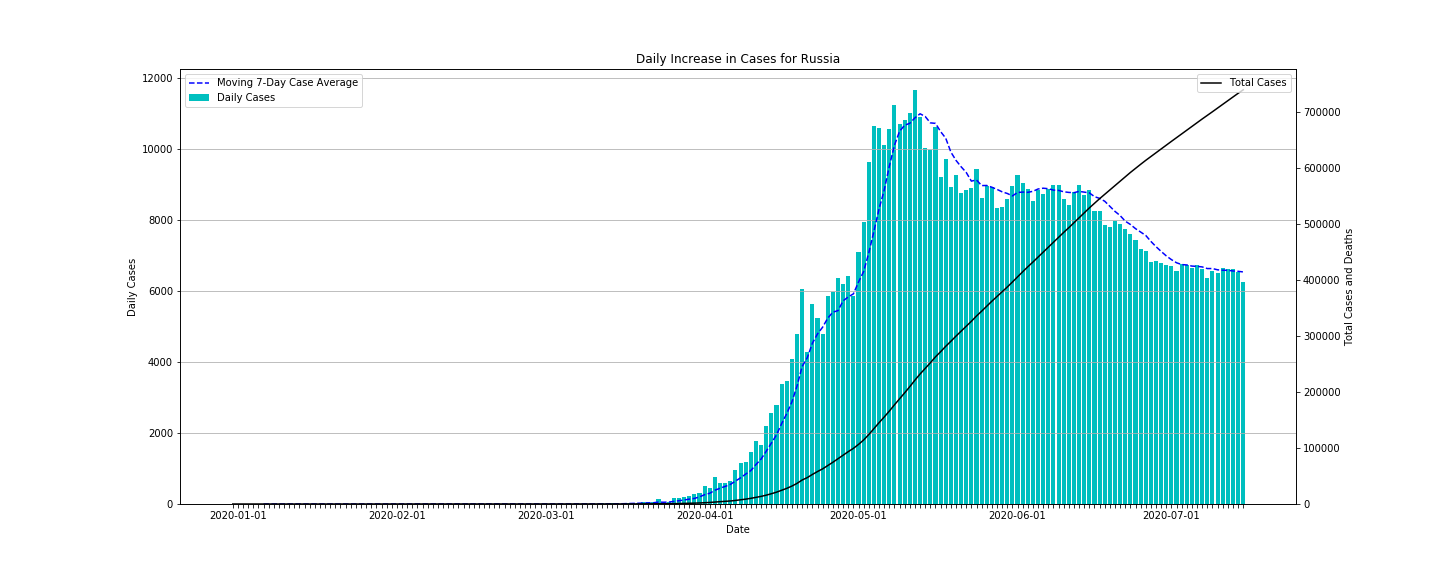 Daily Increase in Cases for Russia
Moving 7-Day Case Average
Daily Cases
Total Cases
12000
10000
8000
6000
4000
2000
0
Daily Cases
700000
600000
500000
400000
300000
200000
100000
0
Total Cases and Deaths
2020-01-01 2020-02-01 2020-03-01 2020-04-01 2020-05-01 2020-06-01 2020-07-01
Date